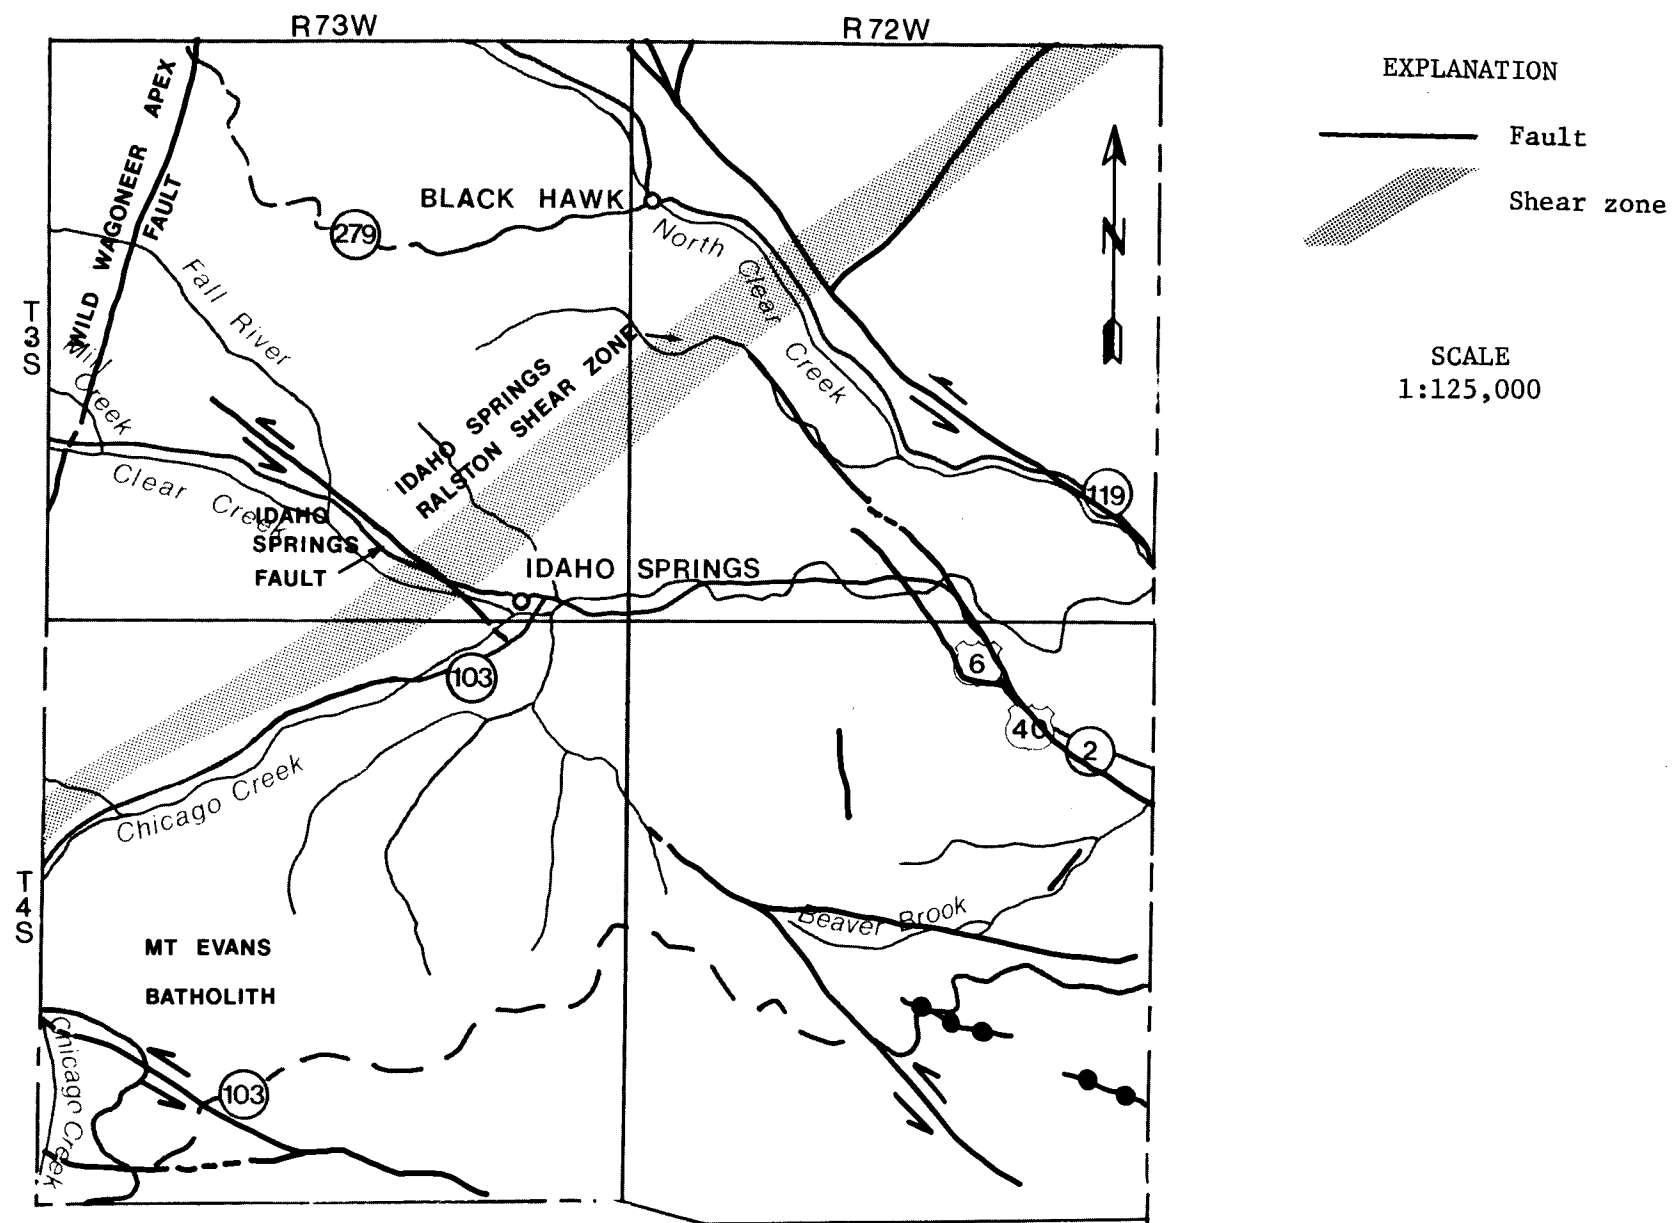 R73W
R72W
EXPLANATION
Fault
Shear zone
SCALE
1:125,000
N
WILD WAGONEER APEX
FAULT
279
BLACK HAWK
North Clear Creek
Fall River
T
3
S
Mill
Creek
IDAHO SPRINGS
RALSTON SHEAR ZONE
Clear Creek
IDAHO
SPRINGS
FAULT
119
IDAHO SPRINGS
103
6
40
2
Chicago Creek
T
4
S
Beaver Brook
MT EVANS
BATHOLITH
Chicago Creek
103